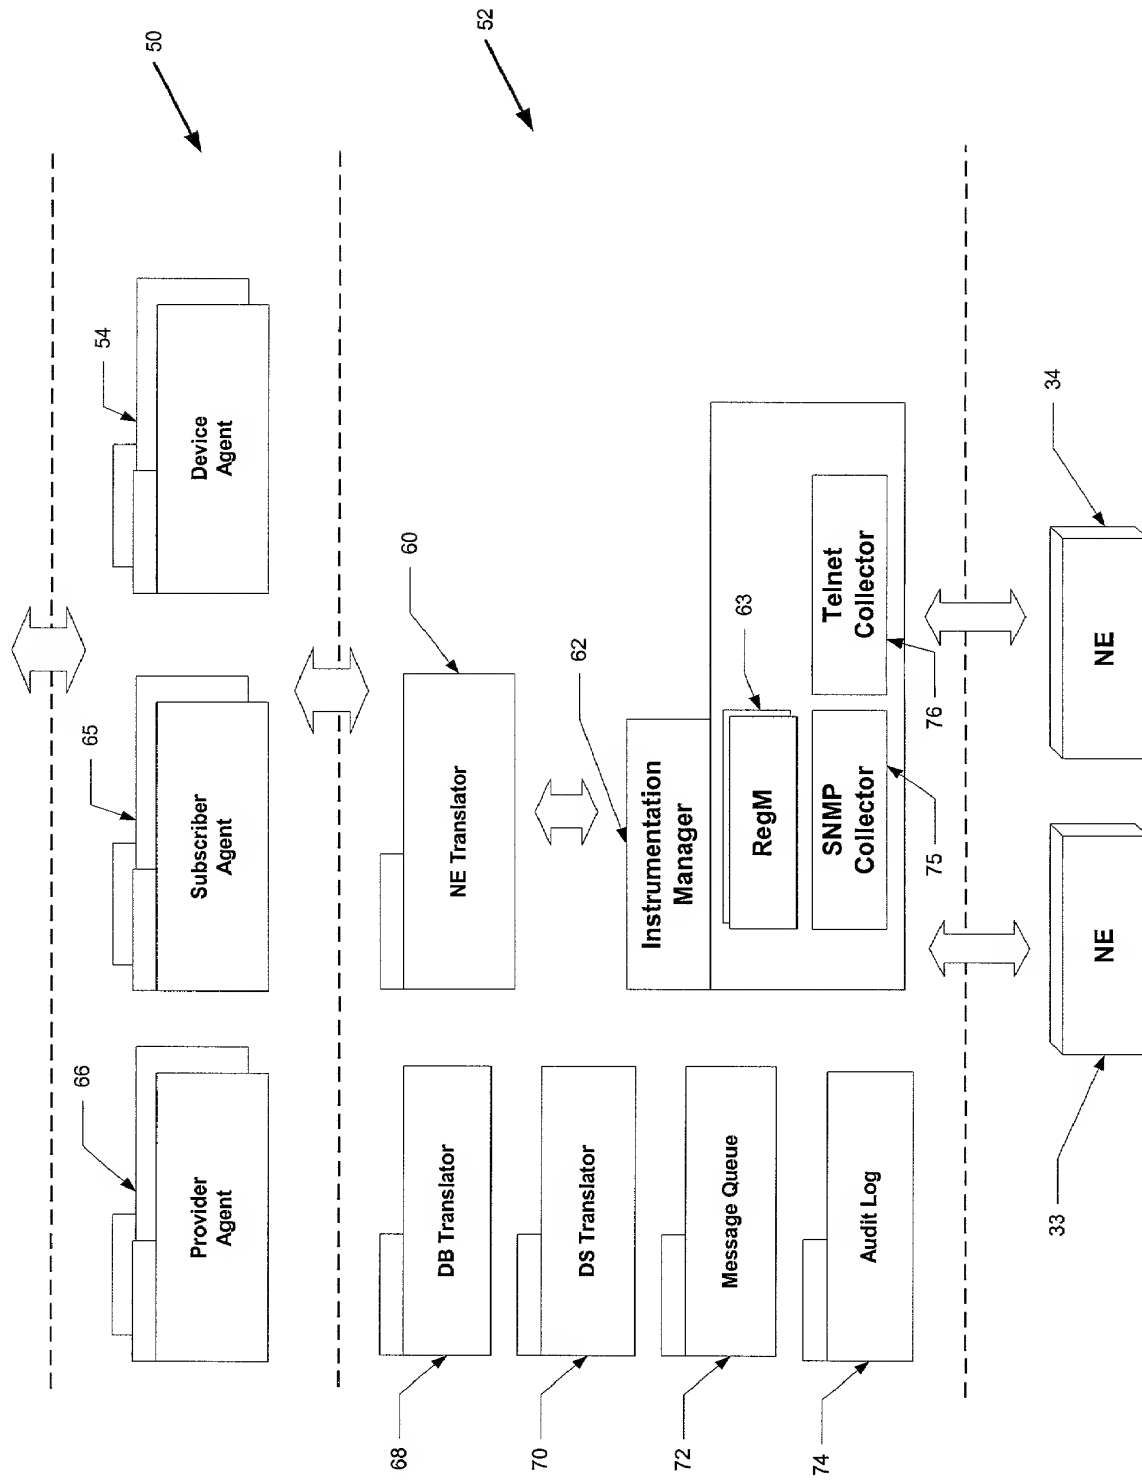 50
52
66
65
54
Provider
Agent
Subscriber
Agent
Device
Agent
68
DB Translator
NE Translator
60
70
DS Translator
62
Instrumentation
Manager
72
Message Queue
RegM
63
74
Audit Log
SNMP
Collector
Telnet
Collector
75
76
33
NE
NE
34